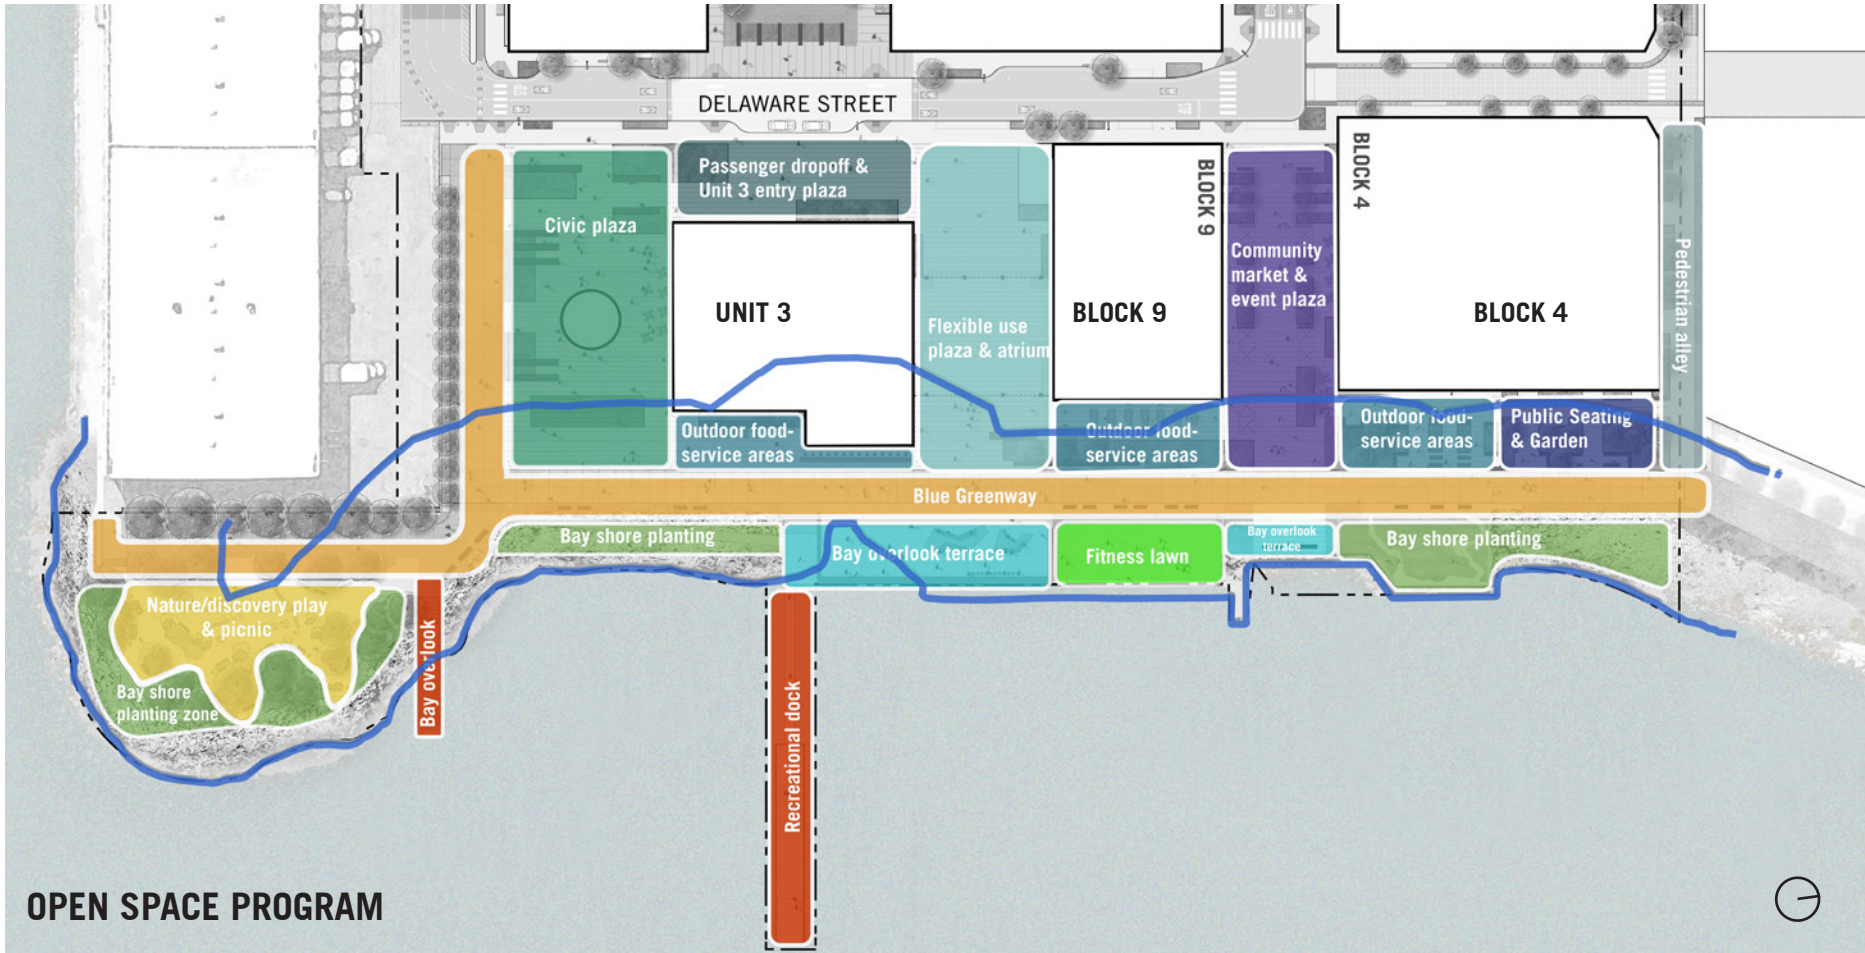 DELAWARE STREET
Passenger dropoff &
Unit 3 entry plaza
Civic plaza
UNIT 3
Flexible use
plaza & atrium
BLOCK 9
BLOCK 9
Community
market &
event plaza
BLOCK 4
BLOCK 4
Pedestrian alley
Outdoor food-
service areas
Outdoor food-
service areas
Outdoor food-
service areas
Public Seating
& Garden
Blue Greenway
Bay shore planting
Bay overlook terrace
Fitness lawn
Bay overlook
terrace
Bay shore planting
Nature/discovery play
& picnic
Bay shore
planting zone
Bay overlook
Recreational dock
OPEN SPACE PROGRAM